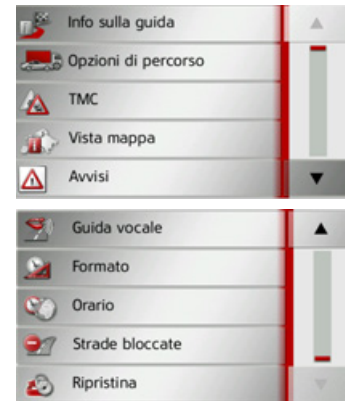 Info sulla guida
Opzioni di percorso
TMC
Vista mappa
Avvisi
Guida vocale
Formato
Orario
Strade bloccate
Ripristina